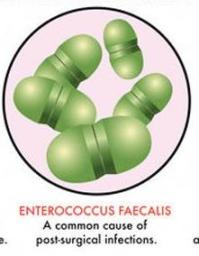 ENTEROCOCCUS FAECALIS
A common cause of
e. post-surgical infections. a